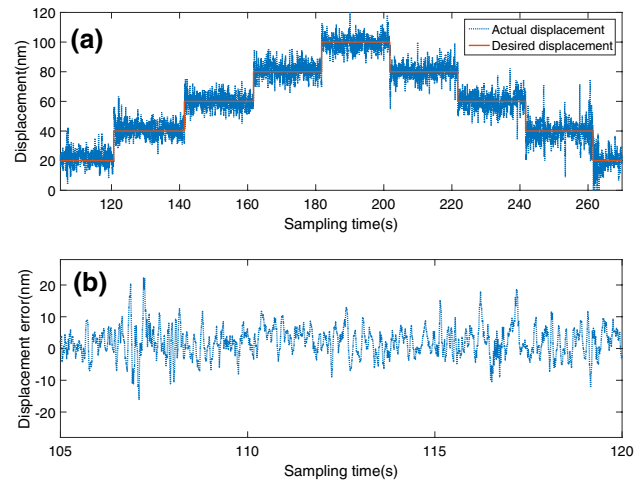 (a)
Actual displacement
Desired displacement
Displacement(nm)
120
100
80
60
40
20
0
120 140 160 180 200 220 240 260
Sampling time(s)
(b)
Displacement error(nm)
20
10
0
-10
-20
105 110 115 120
Sampling time(s)